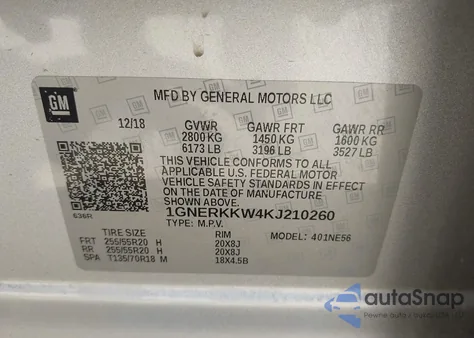 GM
MFD BY GENERAL MOTORS LLC
12/18 GVWR GAWR FRT GAWR RR
2800 KG 1450 KG 1600 KG
6173 LB 3196 LB 3527 LB
THIS VEHICLE CONFORMS TO ALL
APPLICABLE U.S. FEDERAL MOTOR
VEHICLE SAFETY AND THEFT PREVENTION
STANDARDS IN EFFECT ON THE DATE OF MANUFACTURE
SHOWN ABOVE.
636R
1GNERKKW4KJ210260
TYPE: M.P.V. MODEL: 401NE56
TIRE SIZE RIM
FRT 255/55R20 H 20X8J
RR 255/55R20 H 20X8J
SPA T135/70R18 M 18X4.5B
autoSnap